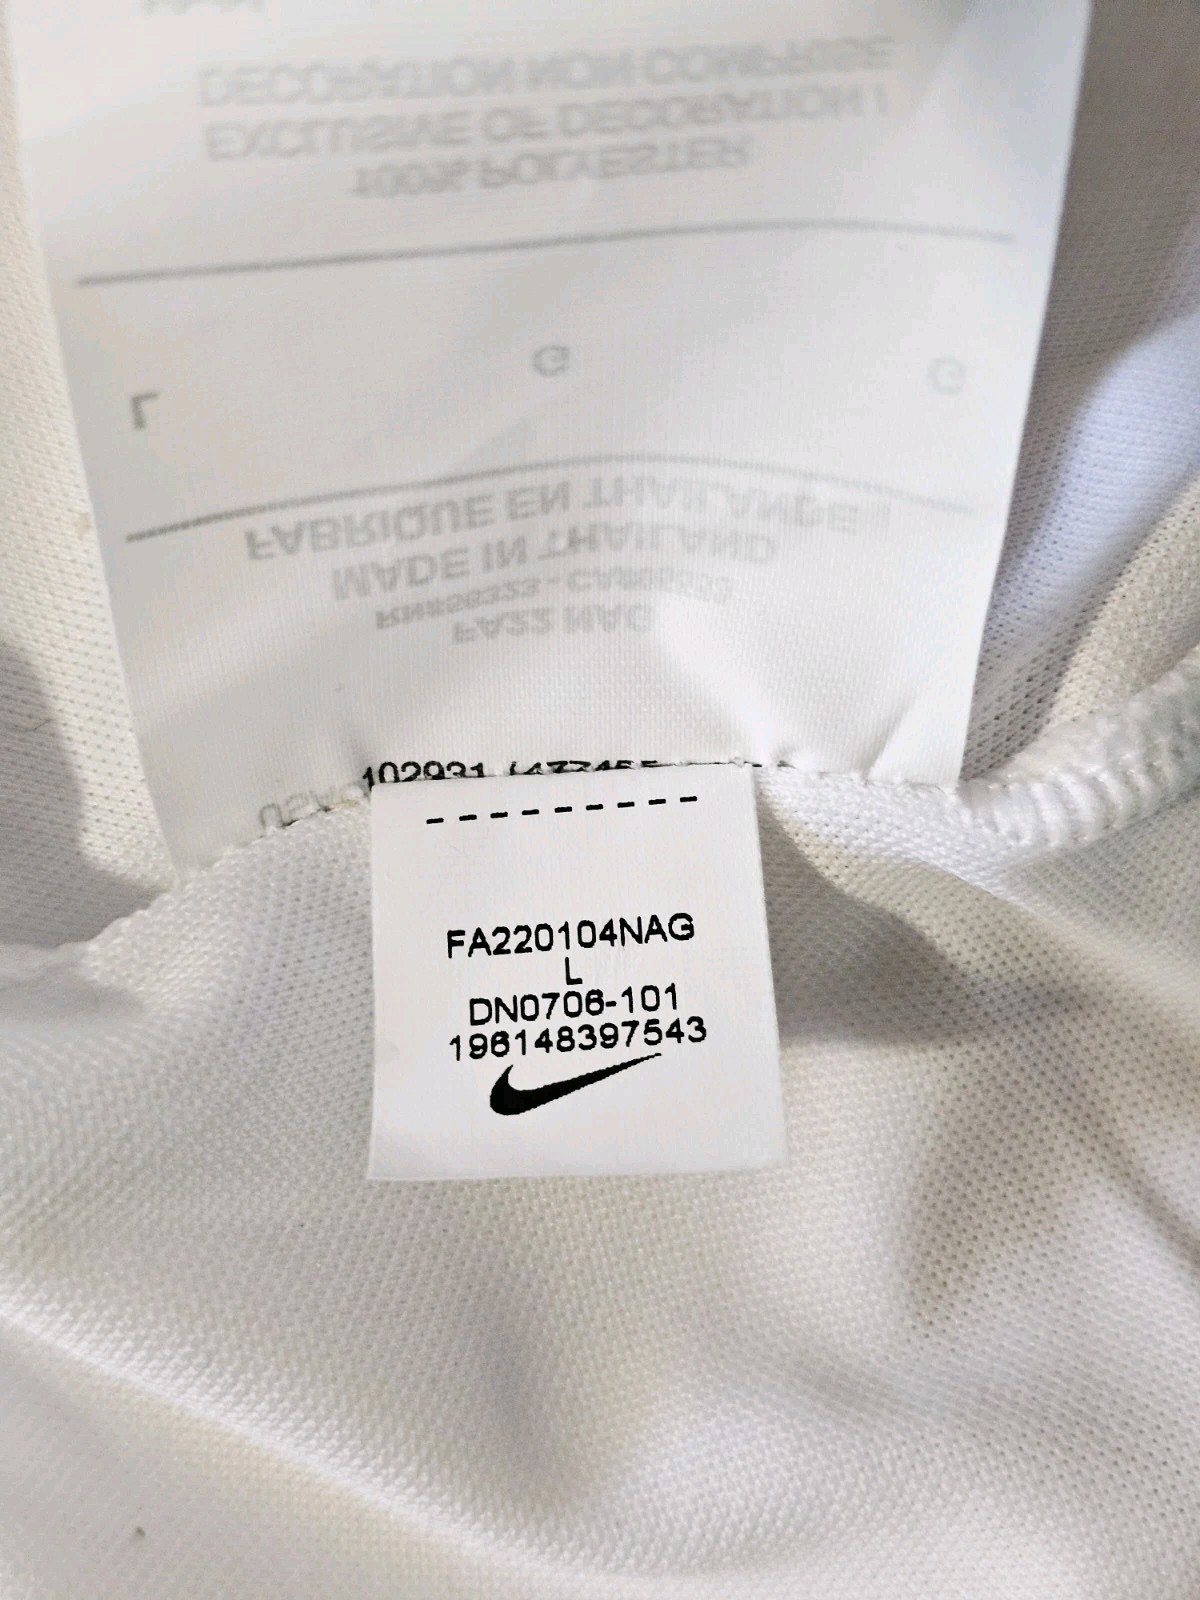 DECORATION NON COMPRISE
EXCLUSIVE OF DECORATION /
100% POLYESTER
L G G
FABRIQUE EN THAILANDE
MADE IN THAILAND
FA22 NAG
102931
FA220104NAG
L
DN0706-101
196148397543